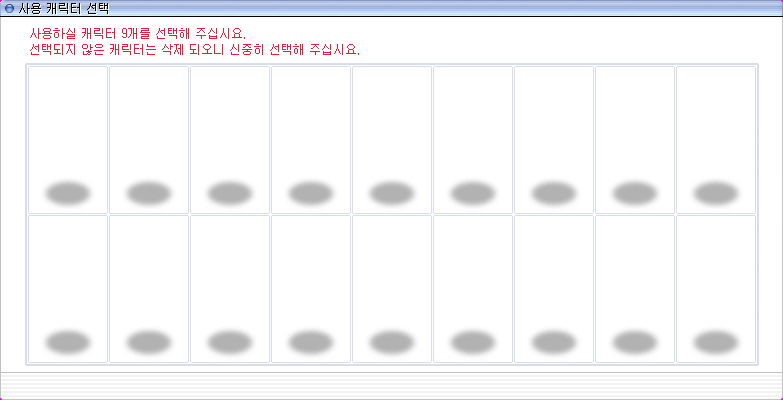 사용 캐릭터 선택
사용하실 캐릭터 9개를 선택해 주십시요.
선택되지 않은 캐릭터는 삭제 되오니 신중히 선택해 주십시요.